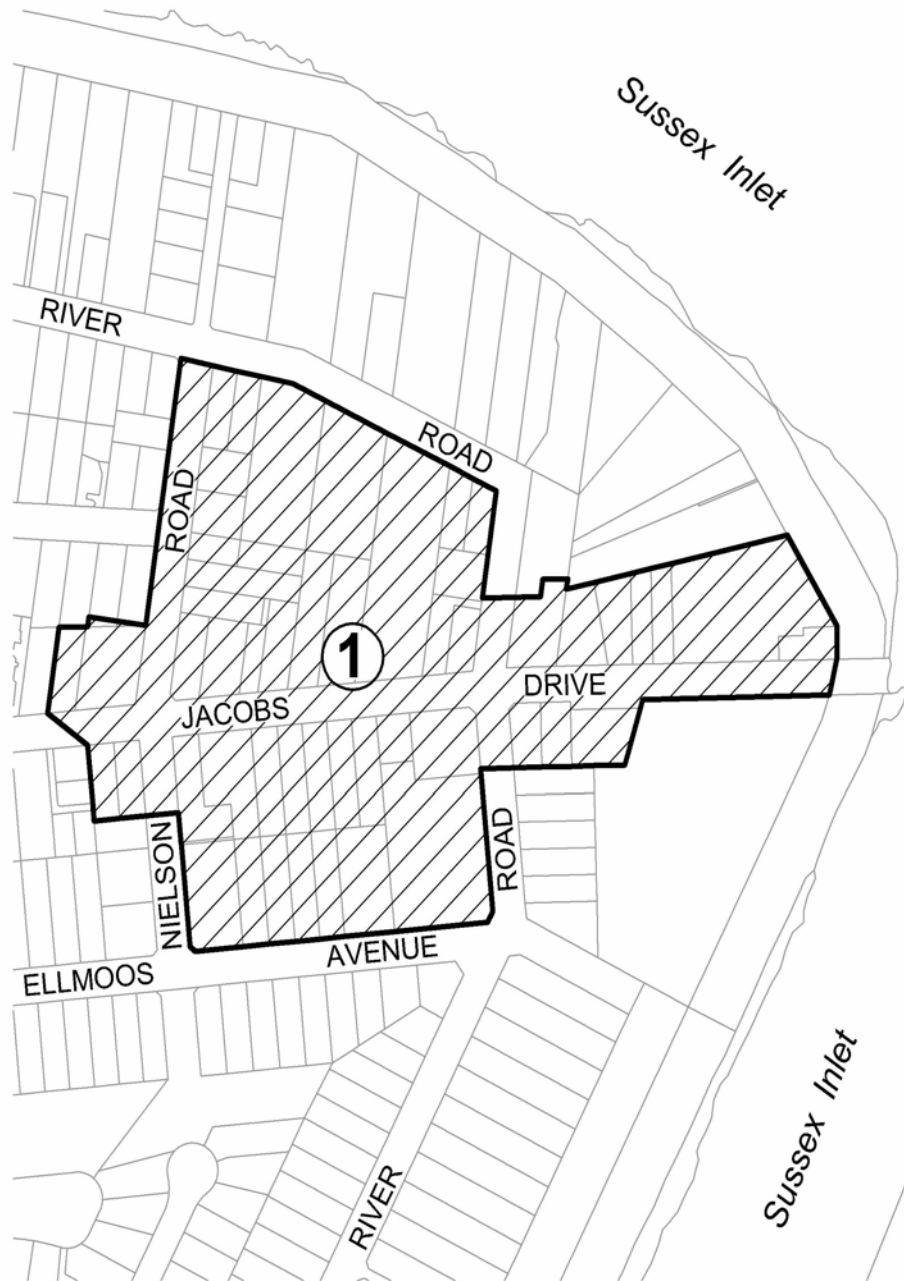 Sussex Inlet
RIVER
ROAD
ROAD
1
DRIVE
JACOBS
ROAD
NIELSON
AVENUE
ELLMOOS
Sussex Inlet
RIVER